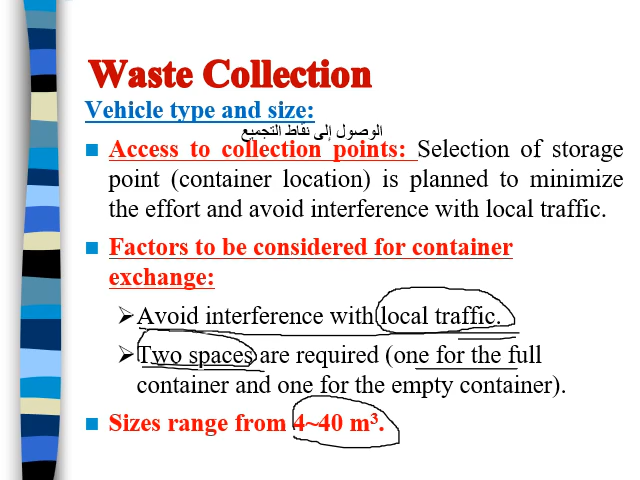 Waste Collection
Vehicle type and size:
الوصول إلى نقاط التجميع
Access to collection points: Selection of storage
point (container location) is planned to minimize
the effort and avoid interference with local traffic.
Factors to be considered for container
exchange:
Avoid interference with local traffic.
Two spaces are required (one for the full
container and one for the empty container).
Sizes range from 4~40 m³.